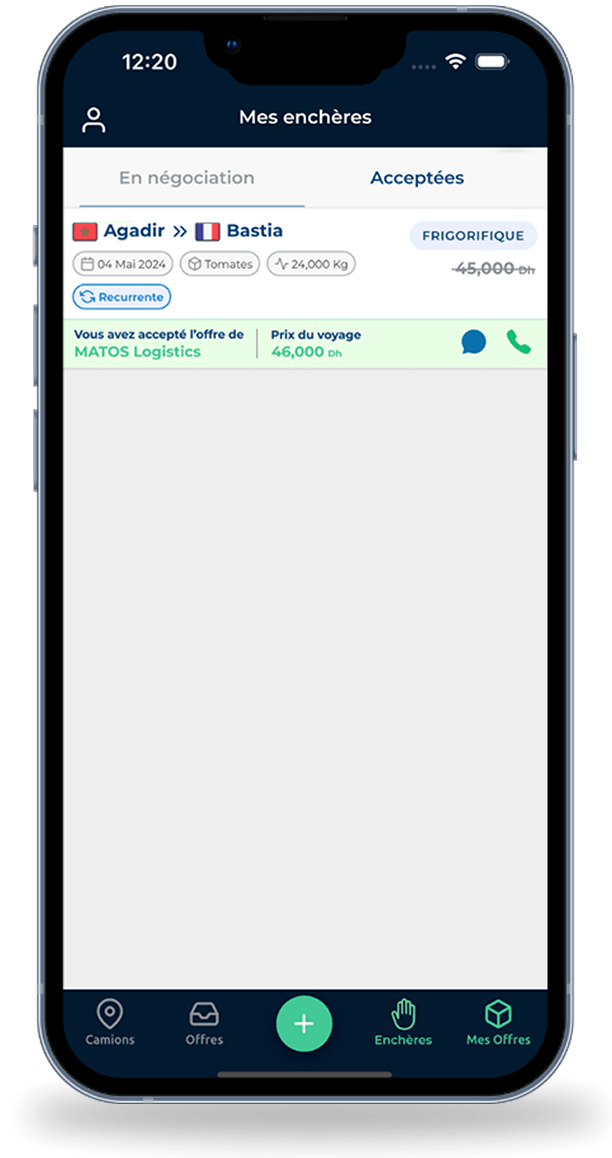 12:20
Mes enchères
En négociation Acceptées
Agadir » Bastia FRIGORIFIQUE
04 Mai 2024 Tomates 24,000 Kg 45,000 Dh
Recurrente
Vous avez accepté l’offre de Prix du voyage
MATOS Logistics 46,000 Dh
Camions Offres + Enchères Mes Offres